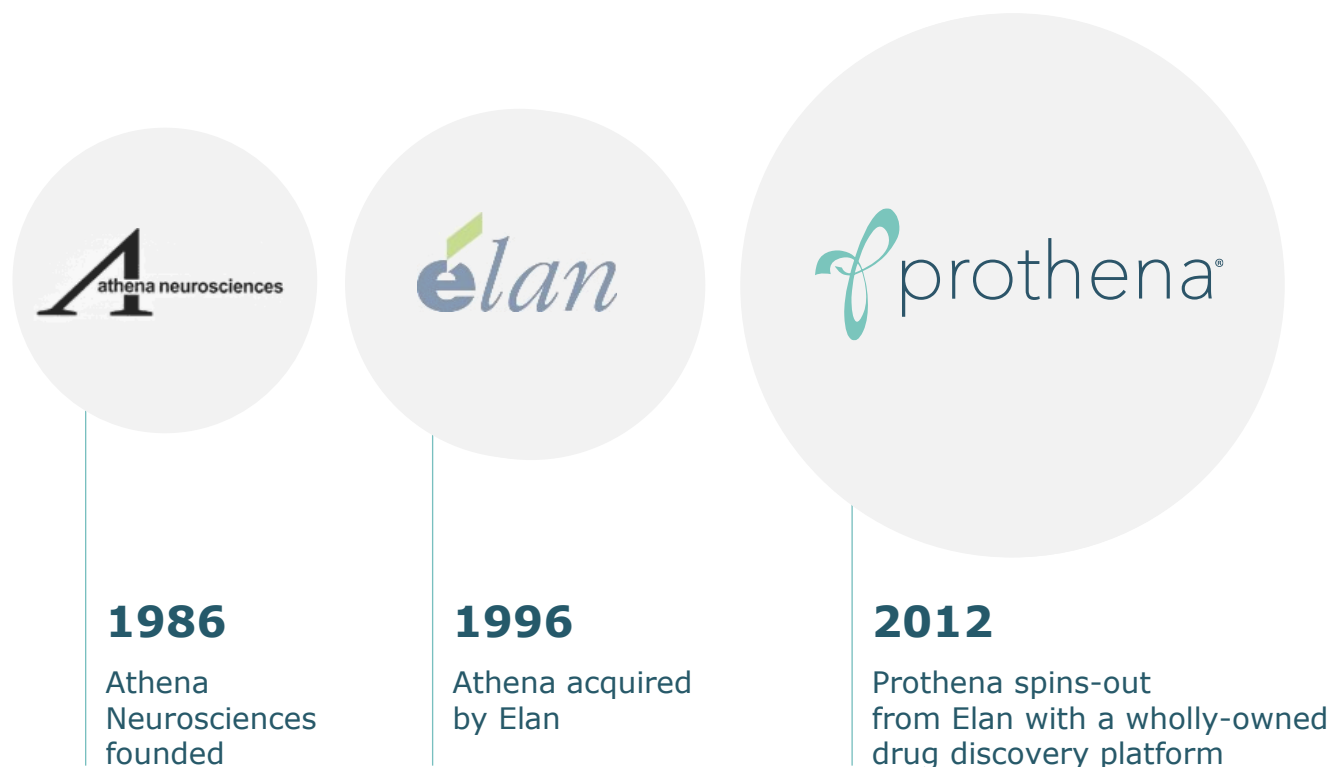 athena neurosciences
élan
prothena®
1986
Athena
Neurosciences
founded
1996
Athena acquired
by Elan
2012
Prothena spins-out
from Elan with a wholly-owned
drug discovery platform